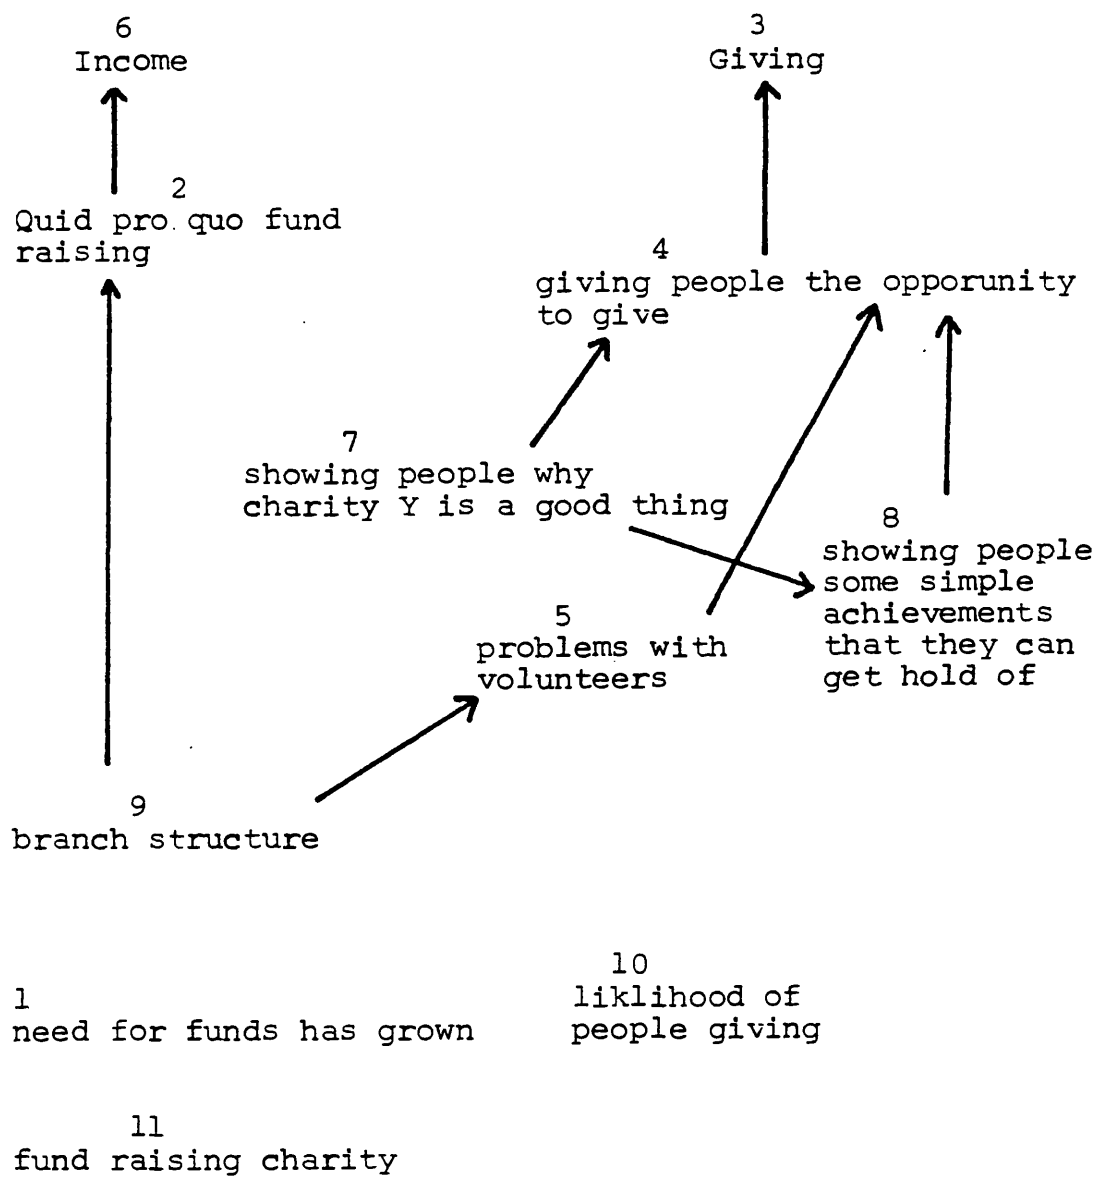 6
Income
3
Giving
2
Quid pro quo fund
raising
4
giving people the opporunity
to give
7
showing people why
charity Y is a good thing
8
showing people
some simple
achievements
that they can
get hold of
5
problems with
volunteers
9
branch structure
1
need for funds has grown
10
liklihood of
people giving
11
fund raising charity